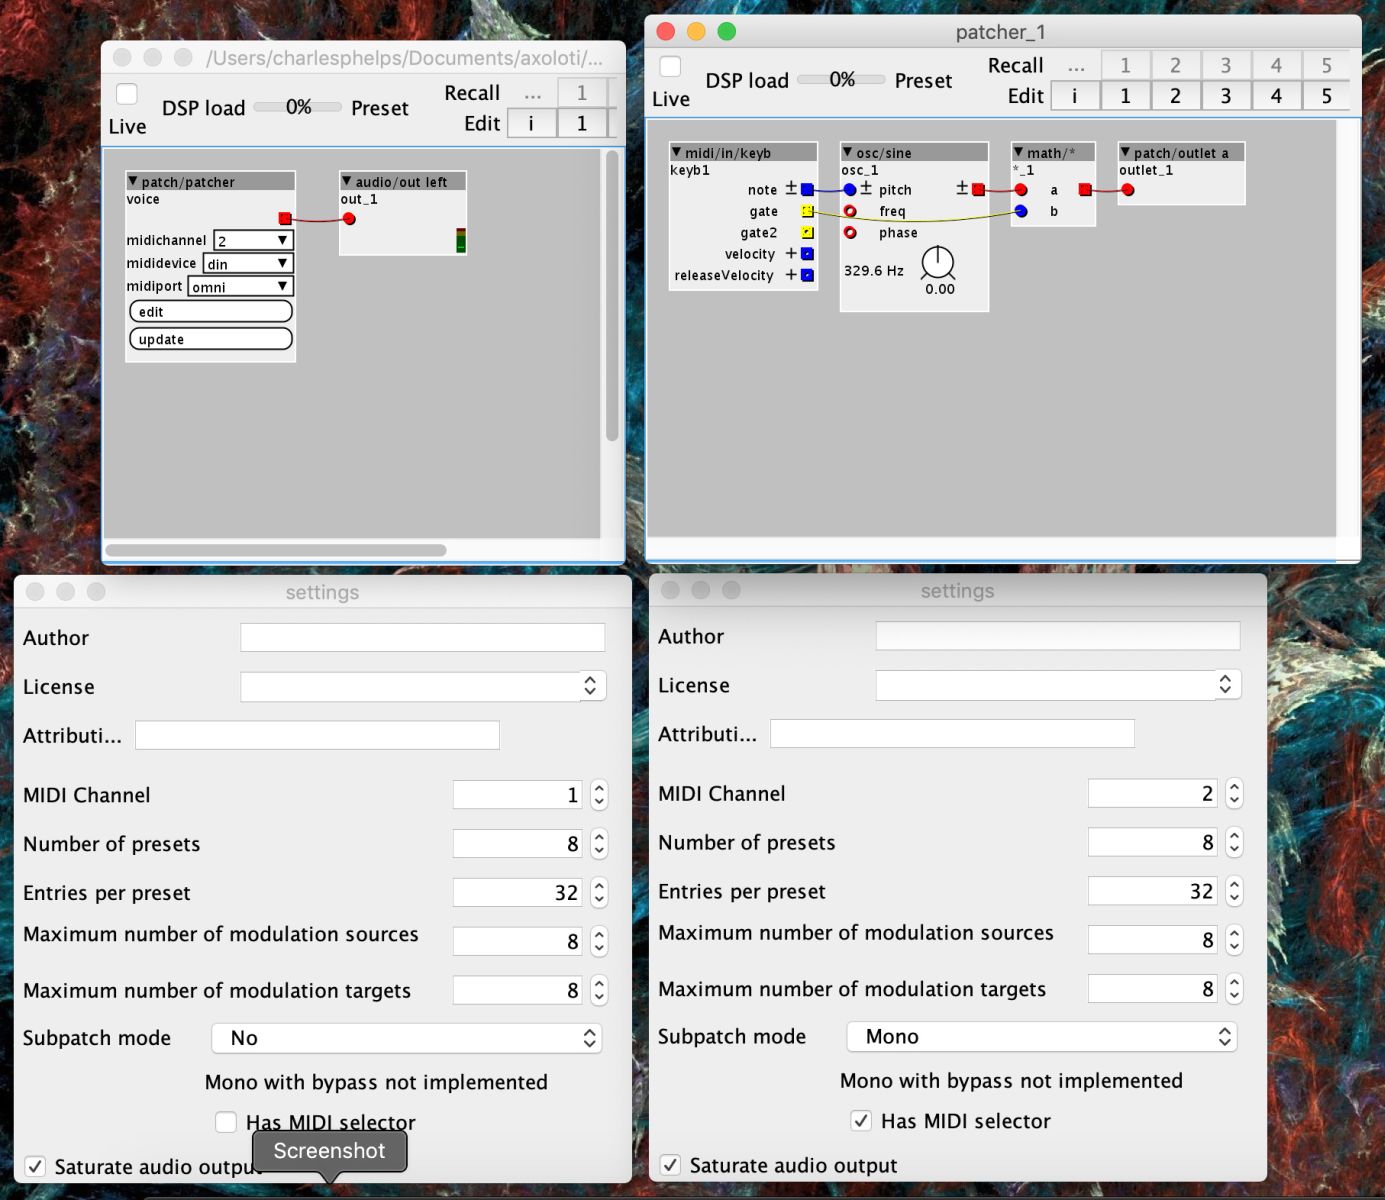 /Users/charlesphelps/Documents/axoloti/...
Live
DSP load
0%
Preset
Recall ... 1
Edit i 1
patch/patcher
voice
midichannel 2
mididevice din
midiport omni
edit
update
audio/out left
out_1
patcher_1
Live
DSP load
0%
Preset
Recall ... 1 2 3 4 5
Edit i 1 2 3 4 5
midi/in/keyb
keyb1
note ±
gate
gate2
velocity +
releaseVelocity +
osc/sine
osc_1
± pitch ±
freq
phase
329.6 Hz
0.00
math/*
*_1
a
b
patch/outlet a
outlet_1
settings
Author
License
Attributi...
MIDI Channel 1
Number of presets 8
Entries per preset 32
Maximum number of modulation sources 8
Maximum number of modulation targets 8
Subpatch mode No
Mono with bypass not implemented
Has MIDI selector
Saturate audio output
Screenshot
settings
Author
License
Attributi...
MIDI Channel 2
Number of presets 8
Entries per preset 32
Maximum number of modulation sources 8
Maximum number of modulation targets 8
Subpatch mode Mono
Mono with bypass not implemented
Has MIDI selector
Saturate audio output